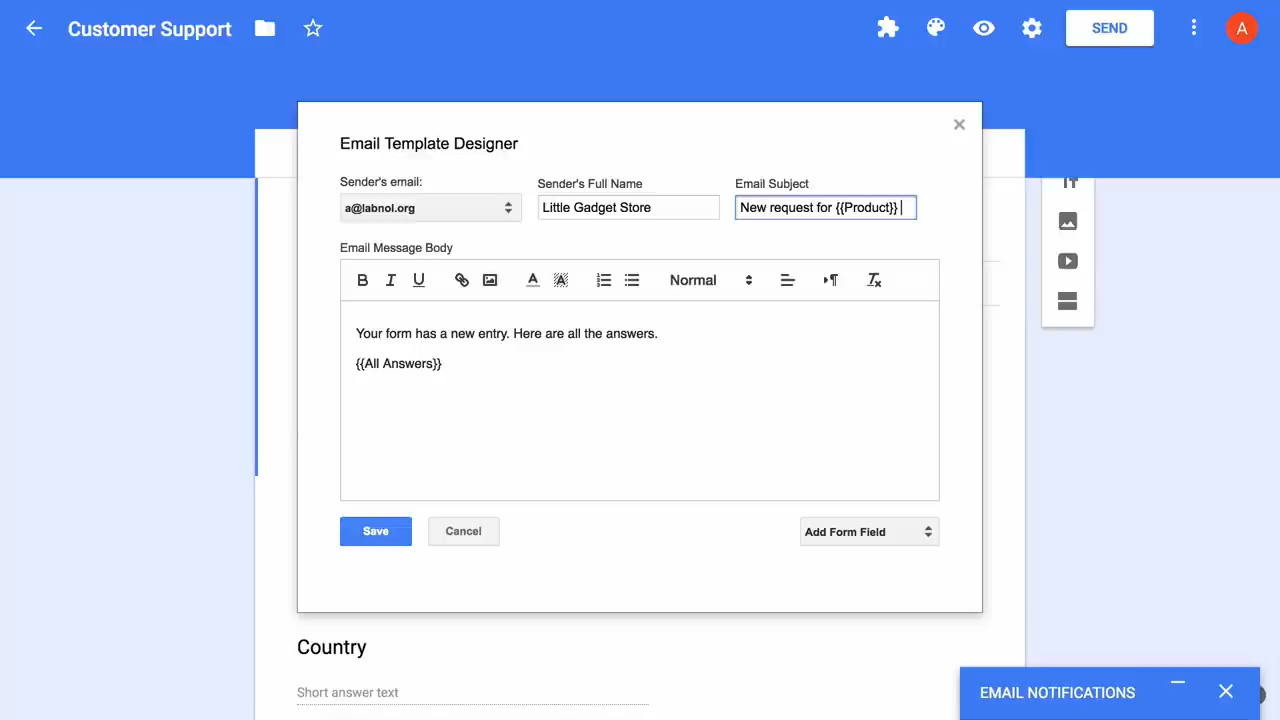 Customer Support
SEND
A
Email Template Designer
Sender's email:
Sender's Full Name
Email Subject
a@labnol.org
Little Gadget Store
New request for {{Product}}
Email Message Body
B I U
A
A
Normal
Your form has a new entry. Here are all the answers.
{{All Answers}}
Save
Cancel
Add Form Field
Country
Short answer text
EMAIL NOTIFICATIONS